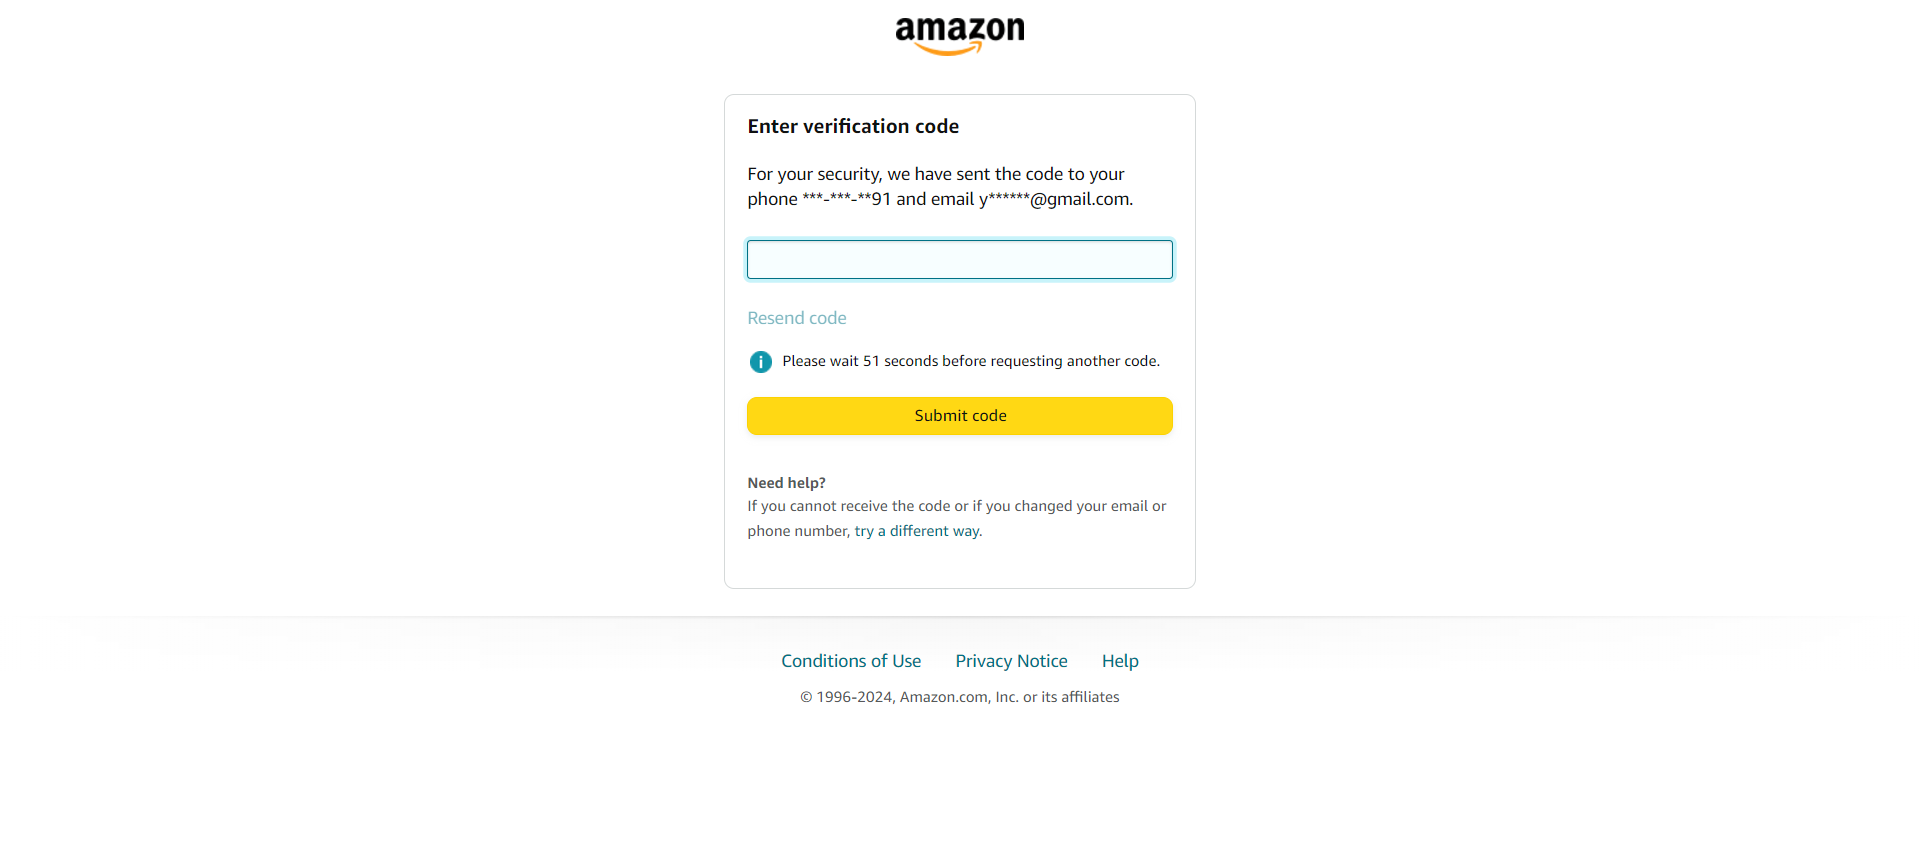 amazon
Enter verification code
For your security, we have sent the code to your
phone ***-***-**91 and email y******@gmail.com.
Resend code
i Please wait 51 seconds before requesting another code.
Submit code
Need help?
If you cannot receive the code or if you changed your email or
phone number, try a different way.
Conditions of Use Privacy Notice Help
© 1996-2024, Amazon.com, Inc. or its affiliates